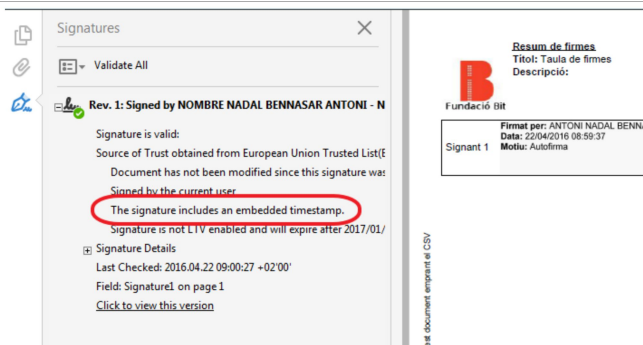 Signatures
Validate All
Rev. 1: Signed by NOMBRE NADAL BENNASAR ANTONI - N
Signature is valid:
Source of Trust obtained from European Union Trusted List(E
Document has not been modified since this signature was
Signed by the current user
The signature includes an embedded timestamp.
Signature is not LTV enabled and will expire after 2017/01/
Signature Details
Last Checked: 2016.04.22 09:00:27 +02'00'
Field: Signature1 on page 1
Click to view this version
Resum de firmes
Titol: Taula de firmes
Descripció:
Fundació Bit
Signant 1
Firmat per: ANTONI NADAL BENN
Data: 22/04/2016 08:59:37
Motiu: Autofirma
est document emprant el CSV